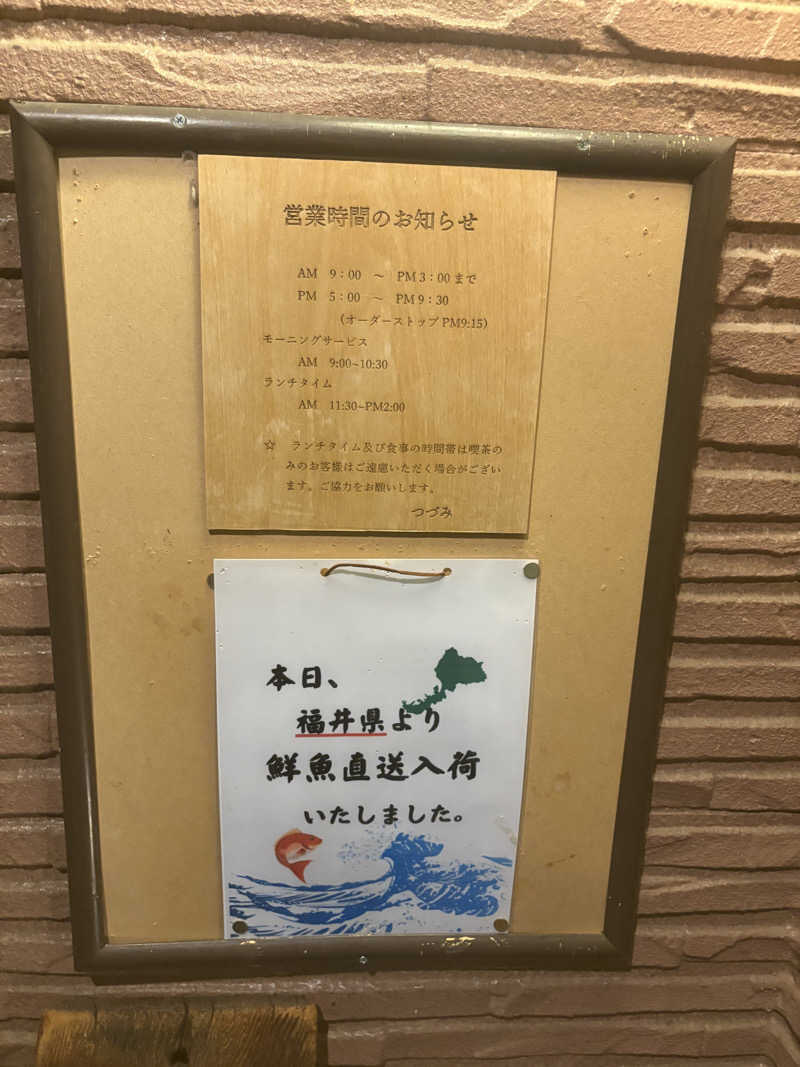 営業時間のお知らせ
AM 9:00 〜 PM 3:00 まで
PM 5:00 〜 PM 9:30
(オーダーストップ PM9:15)
モーニングサービス
AM 9:00~10:30
ランチタイム
AM 11:30~PM2:00
☆ ランチタイム及び食事の時間帯は喫茶の
みのお客様はご遠慮いただく場合がござい
ます。ご協力をお願いします。
つづみ
本日、
福井県より
鮮魚直送入荷
いたしました。